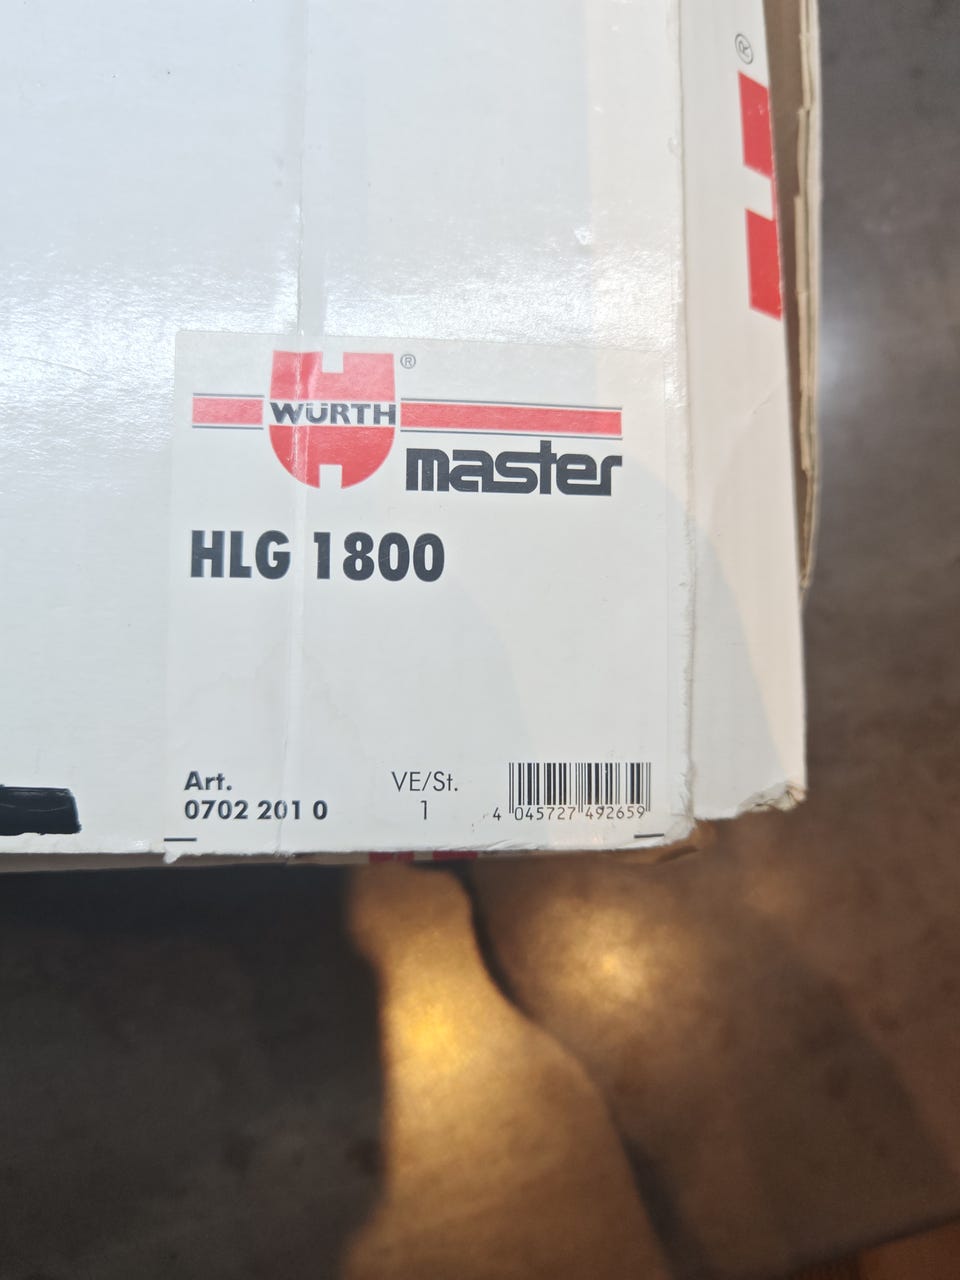 ®
WÜRTH ®
master
HLG 1800
Art.
0702 201 0
VE/St.
1
4 045727 492659